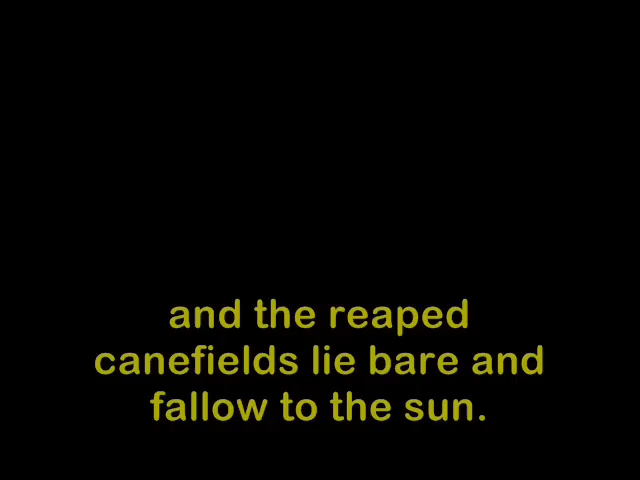 and the reaped
canefields lie bare and
fallow to the sun.